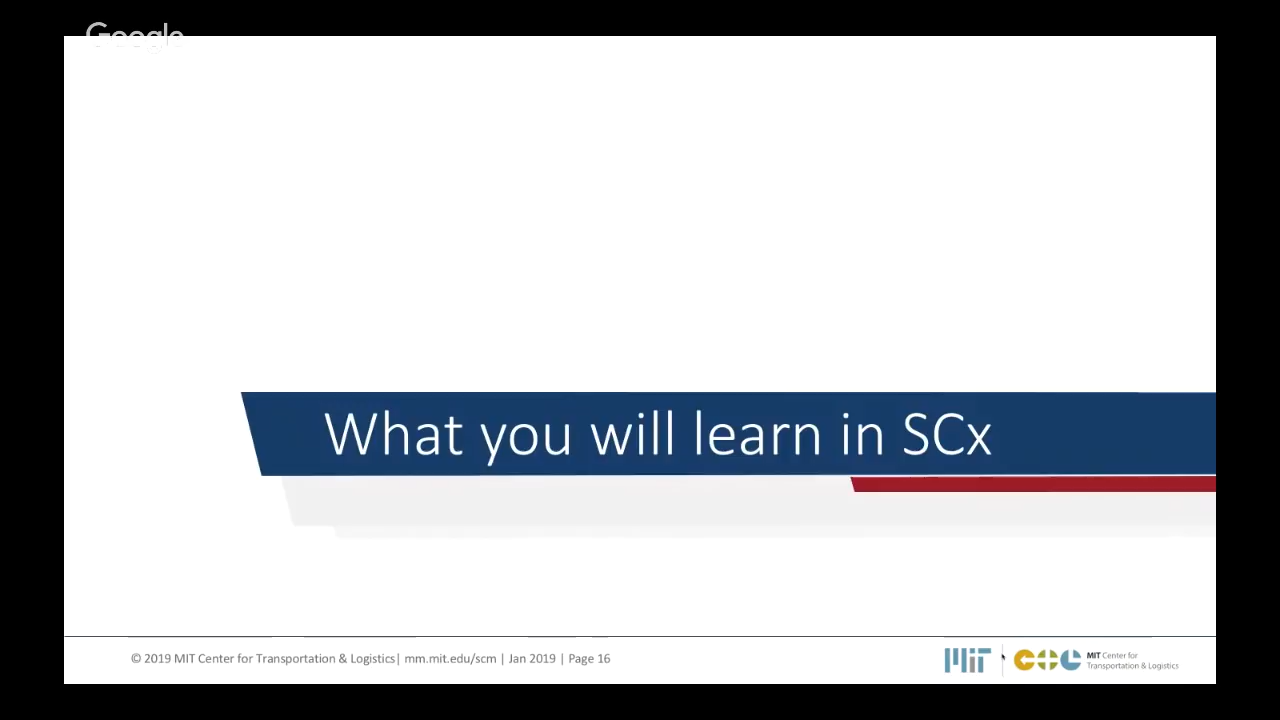 Google
What you will learn in SCx
© 2019 MIT Center for Transportation & Logistics| mm.mit.edu/scm | Jan 2019 | Page 16
MIT
MIT Center for
Transportation & Logistics